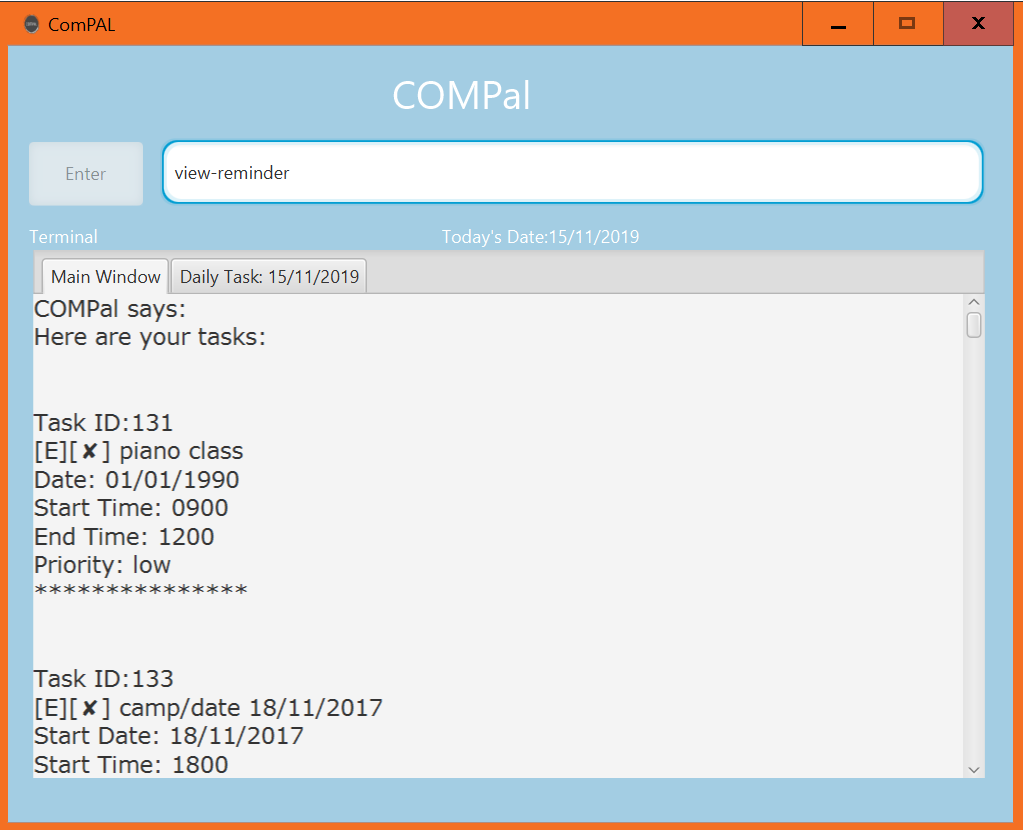 ComPAL
COMPal
Enter
view-reminder
Terminal
Today's Date:15/11/2019
Main Window
Daily Task: 15/11/2019
COMPal says:
Here are your tasks:
Task ID:131
[E][✘] piano class
Date: 01/01/1990
Start Time: 0900
End Time: 1200
Priority: low
***************
Task ID:133
[E][✘] camp/date 18/11/2017
Start Date: 18/11/2017
Start Time: 1800